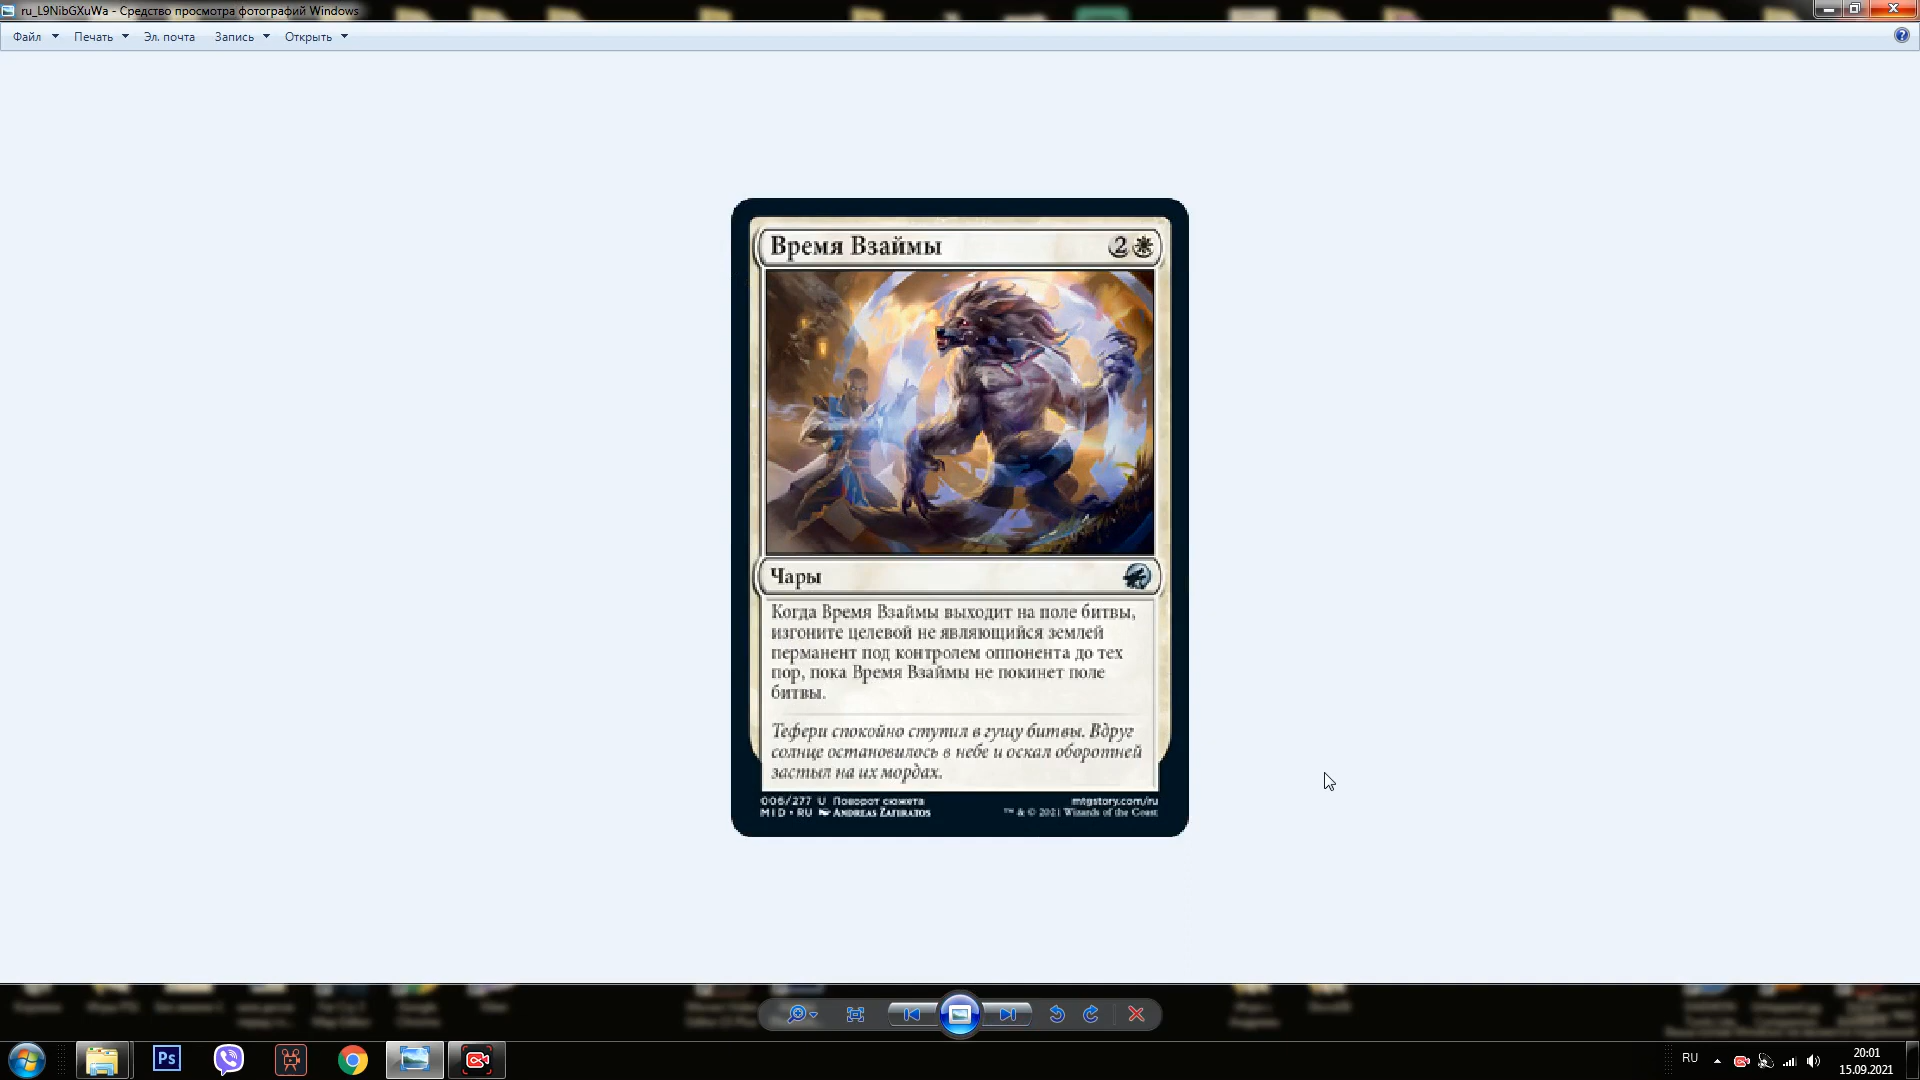 ru_L9NibGXuWa - Средство просмотра фотографий Windows
Файл Печать Эл. почта Запись Открыть
Время Взаймы 2
Чары
Когда Время Взаймы выходит на поле битвы,
изгоните целевой не являющийся землей
перманент под контролем оппонента до тех
пор, пока Время Взаймы не покинет поле
битвы.
Тефери спокойно ступил в гущу битвы. Вдруг
солнце остановилось в небе и оскал оборотней
застыл на их мордах.
006/277 U Поворот сюжета mtgstory.com/ru
MID • RU Andreas Zafiratos ™ & © 2021 Wizards of the Coast
Ps
RU
20:01
15.09.2021